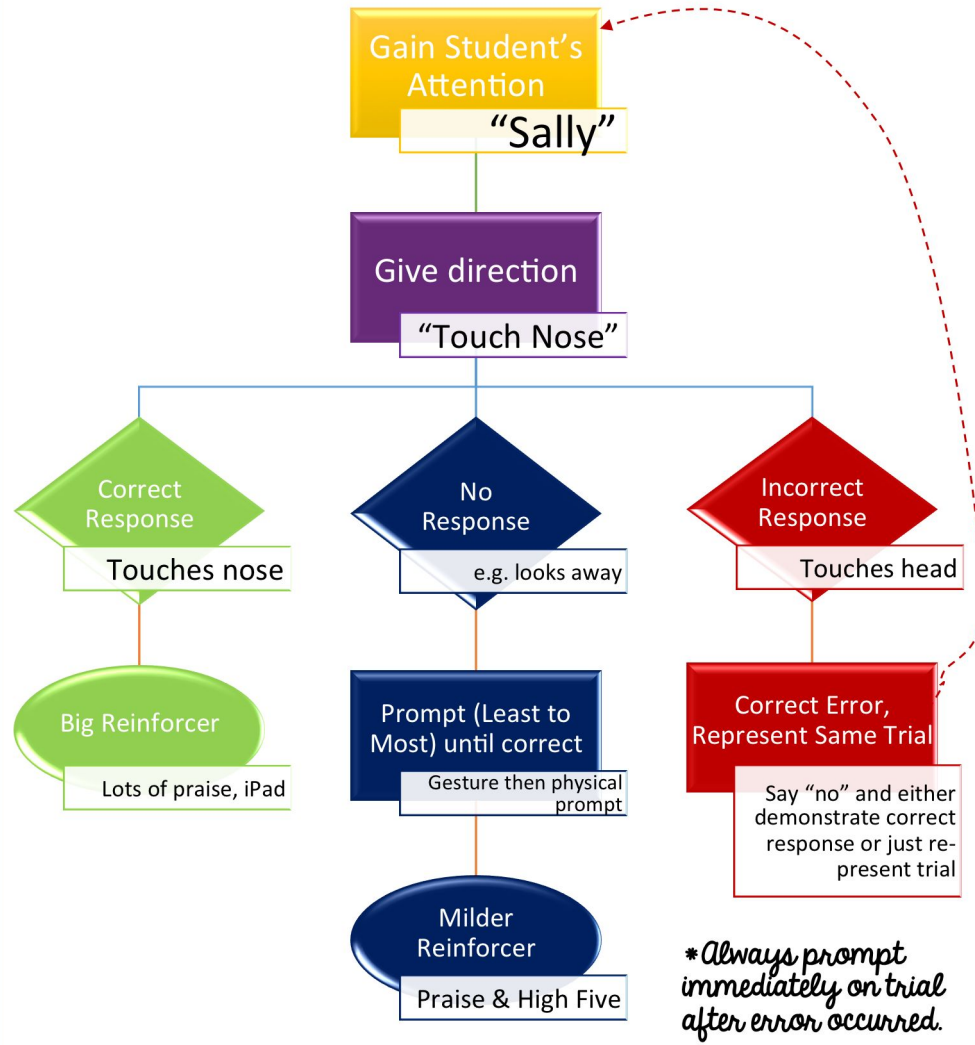 Gain Student’s
Attention
“Sally”
Give direction
“Touch Nose”
Correct
Response
Touches nose
No
Response
e.g. looks away
Incorrect
Response
Touches head
Big Reinforcer
Lots of praise, iPad
Prompt (Least to
Most) until correct
Gesture then physical
prompt
Correct Error,
Represent Same Trial
Say “no” and either
demonstrate correct
response or just re-
present trial
Milder
Reinforcer
Praise & High Five
*Always prompt
immediately on trial
after error occurred.